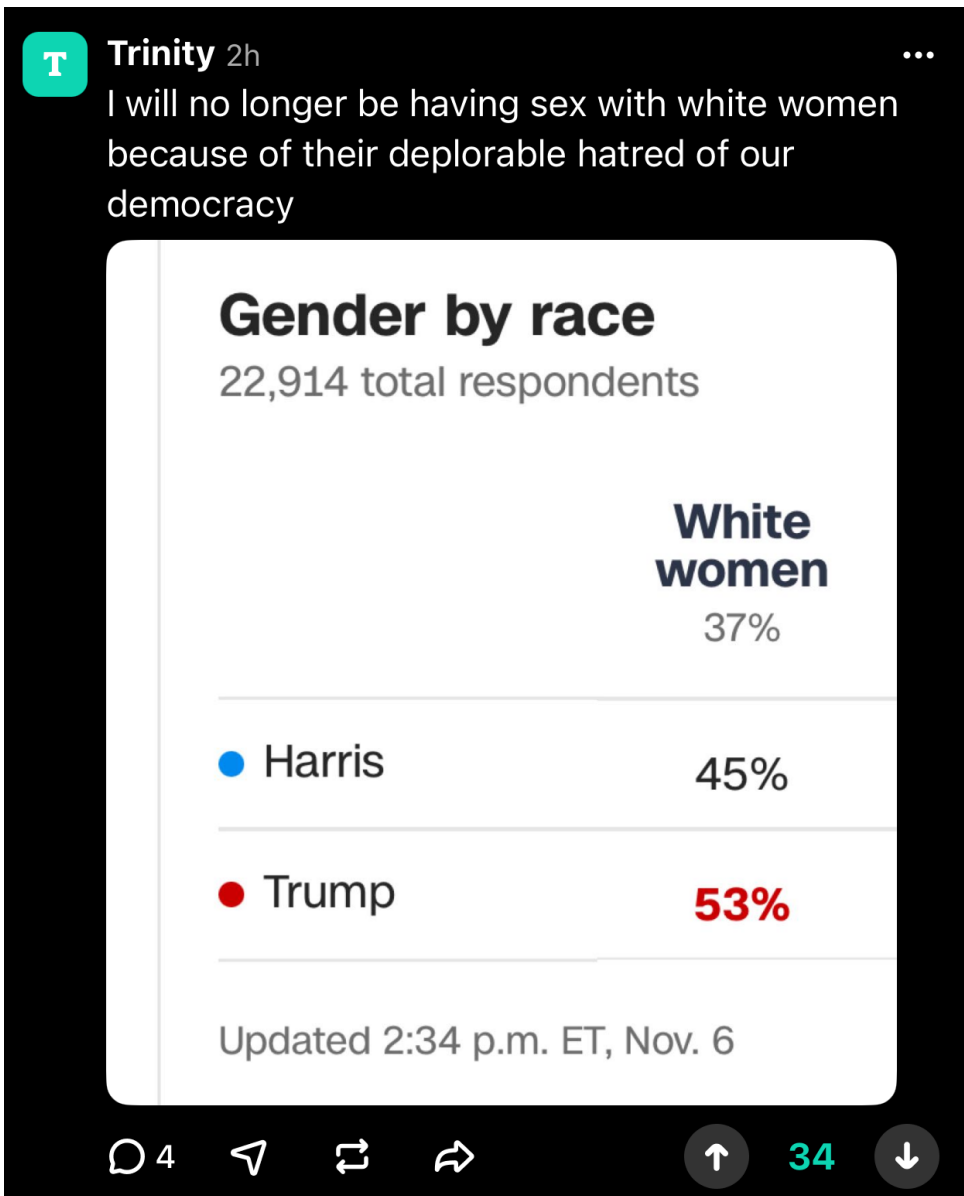 T
Trinity 2h
I will no longer be having sex with white women
because of their deplorable hatred of our
democracy
Gender by race
22,914 total respondents
White
women
37%
Harris 45%
Trump 53%
Updated 2:34 p.m. ET, Nov. 6
4
34